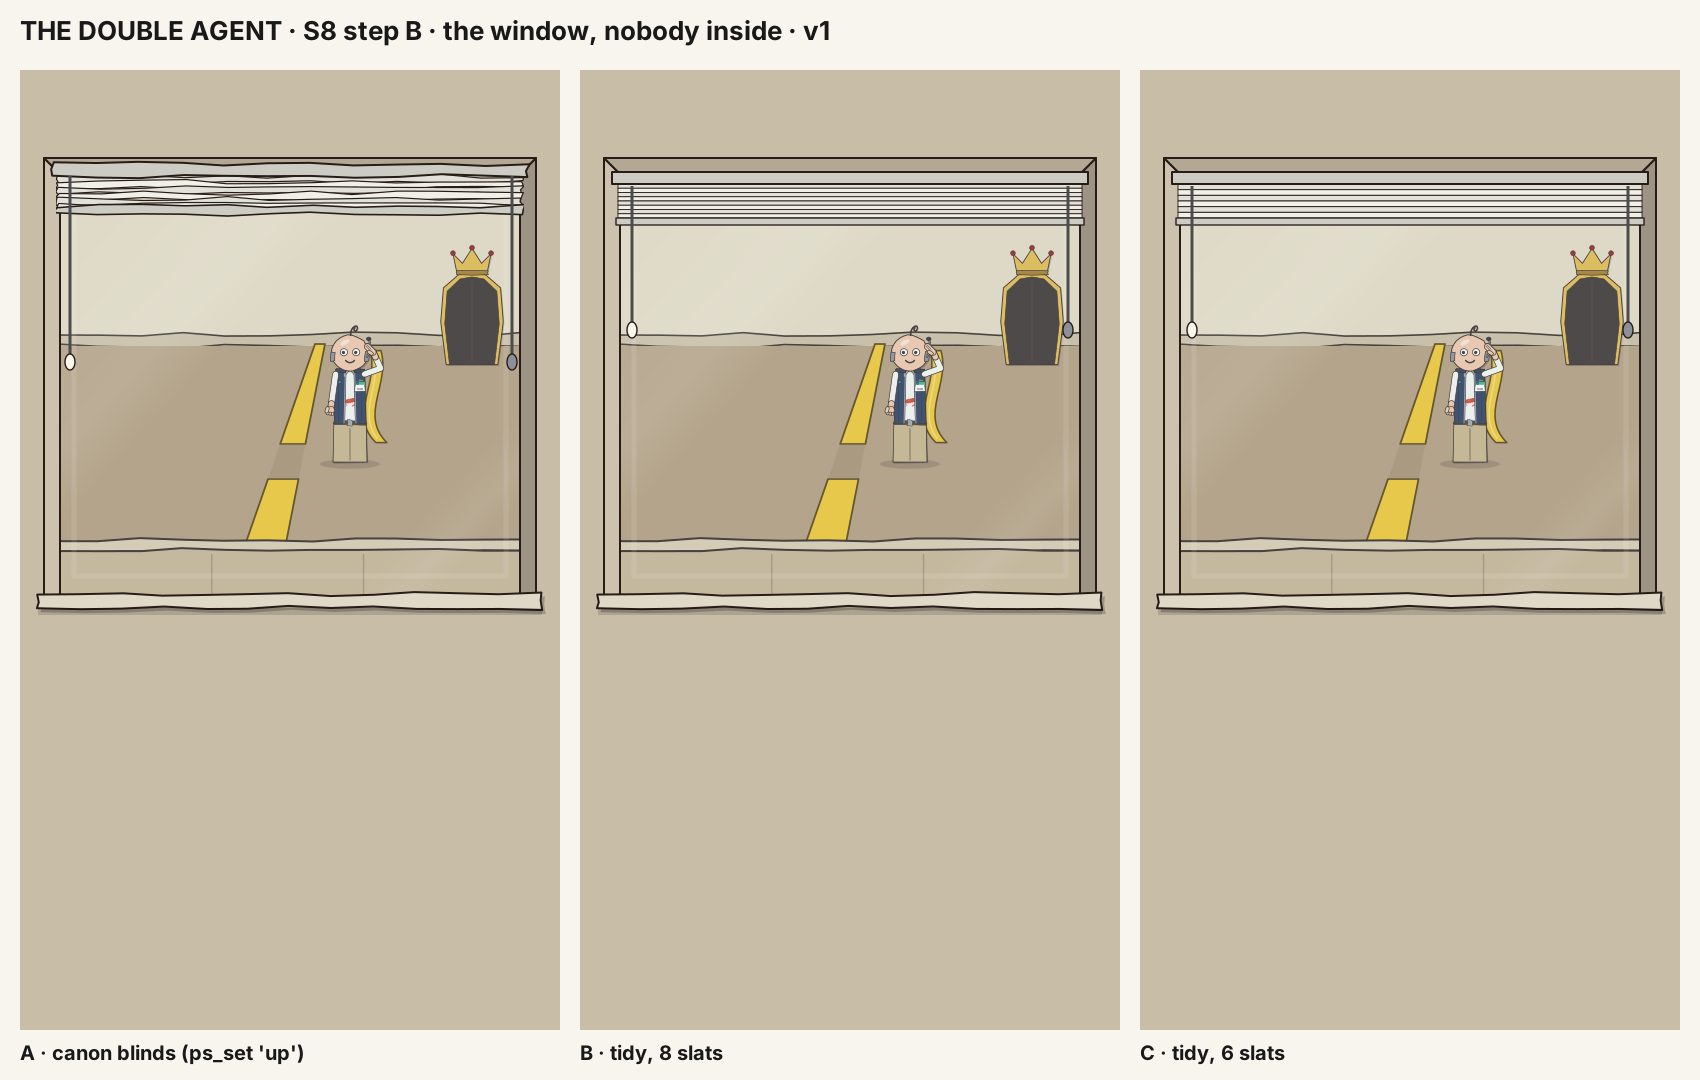 THE DOUBLE AGENT · S8 step B · the window, nobody inside · v1
A · canon blinds (ps_set 'up')
B · tidy, 8 slats
C · tidy, 6 slats